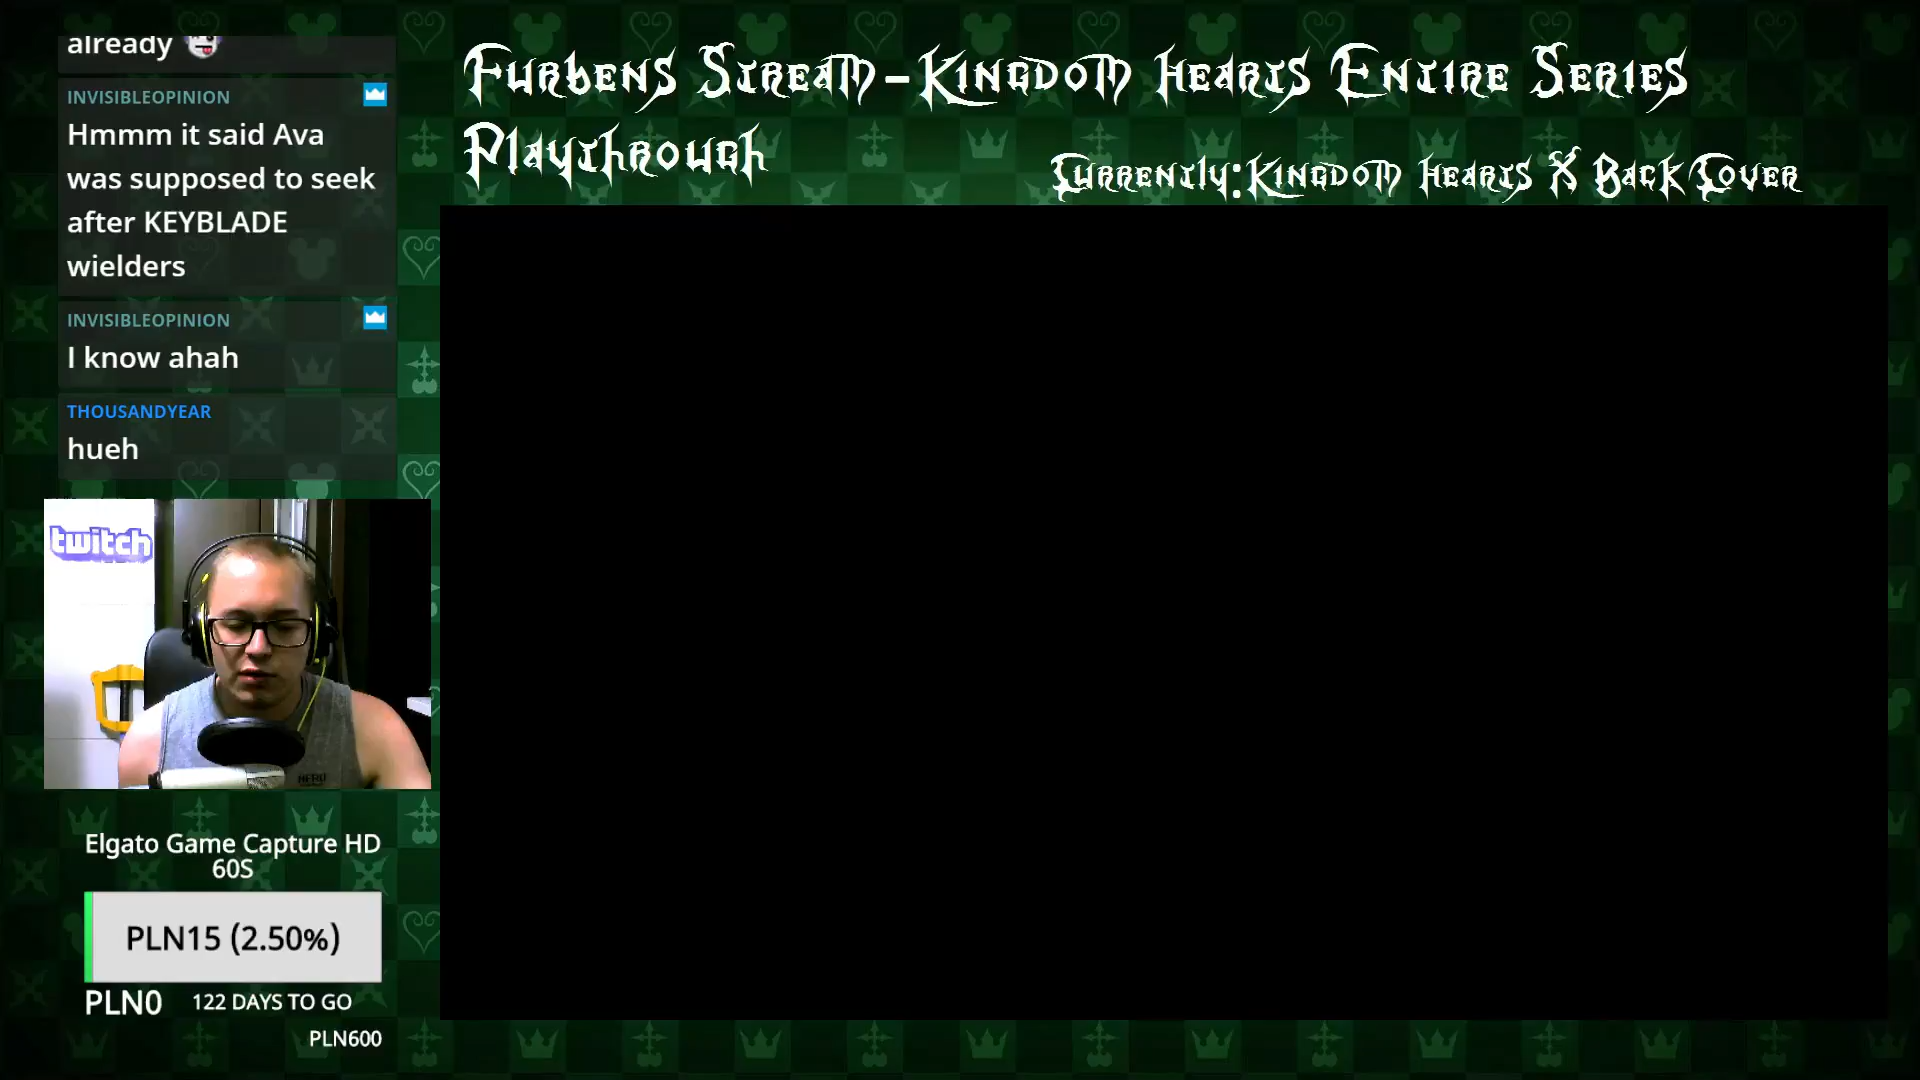 already
INVISIBLEOPINION
Hmmm it said Ava
was supposed to seek
after KEYBLADE
wielders
INVISIBLEOPINION
I know ahah
THOUSANDYEAR
hueh
Furbens Stream-Kingdom Hearts Entire Series
Playthrough
Currently:Kingdom Hearts X Back Cover
twitch
HERO
Elgato Game Capture HD
60S
PLN15 (2.50%)
PLN0 122 DAYS TO GO
PLN600